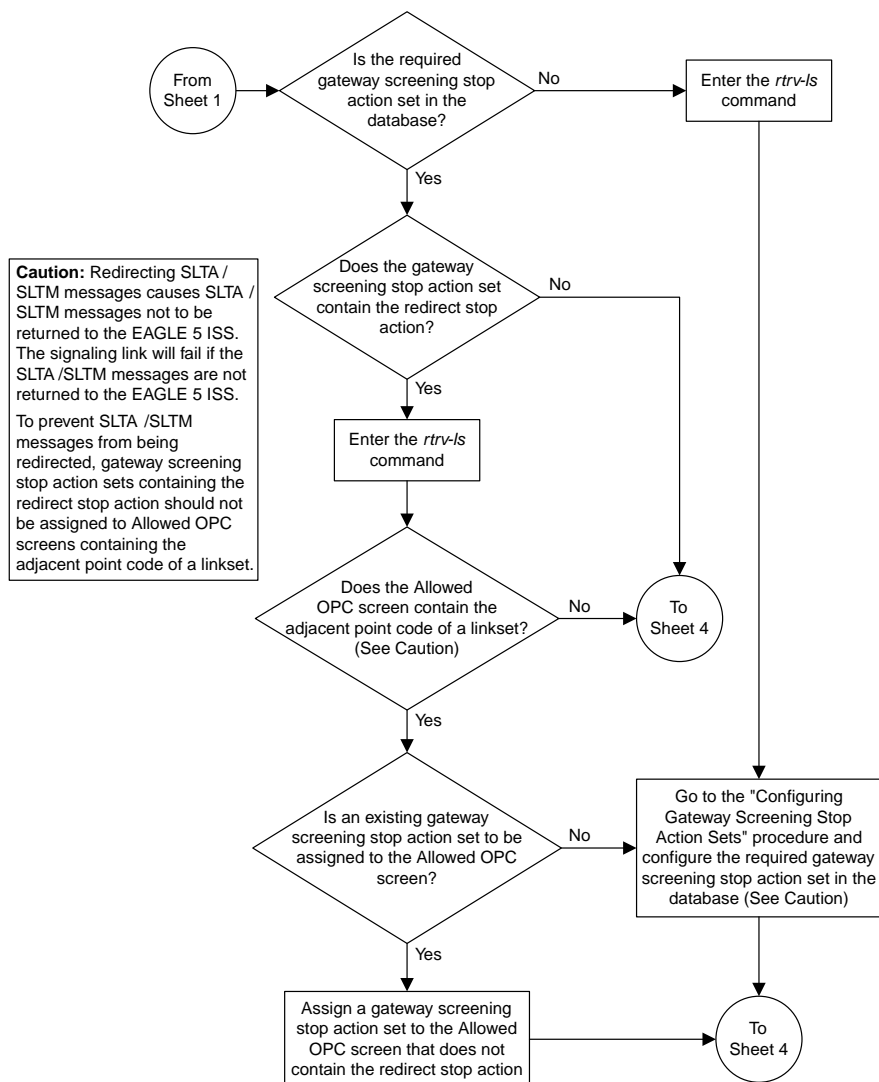 From
Sheet 1
Is the required
gateway screening stop
action set in the
database?
No
Enter the rtrv-ls
command
Yes
Caution: Redirecting SLTA /
SLTM messages causes SLTA /
SLTM messages not to be
returned to the EAGLE 5 ISS.
The signaling link will fail if the
SLTA /SLTM messages are not
returned to the EAGLE 5 ISS.
To prevent SLTA /SLTM
messages from being
redirected, gateway screening
stop action sets containing the
redirect stop action should not
be assigned to Allowed OPC
screens containing the
adjacent point code of a linkset.
Does the gateway
screening stop action set
contain the redirect stop
action?
No
Yes
Enter the rtrv-ls
command
Does the Allowed
OPC screen contain the
adjacent point code of a linkset?
(See Caution)
No
To
Sheet 4
Yes
Is an existing gateway
screening stop action set to be
assigned to the Allowed OPC
screen?
No
Go to the "Configuring
Gateway Screening Stop
Action Sets" procedure and
configure the required gateway
screening stop action set in the
database (See Caution)
Yes
Assign a gateway screening
stop action set to the Allowed
OPC screen that does not
contain the redirect stop action
To
Sheet 4